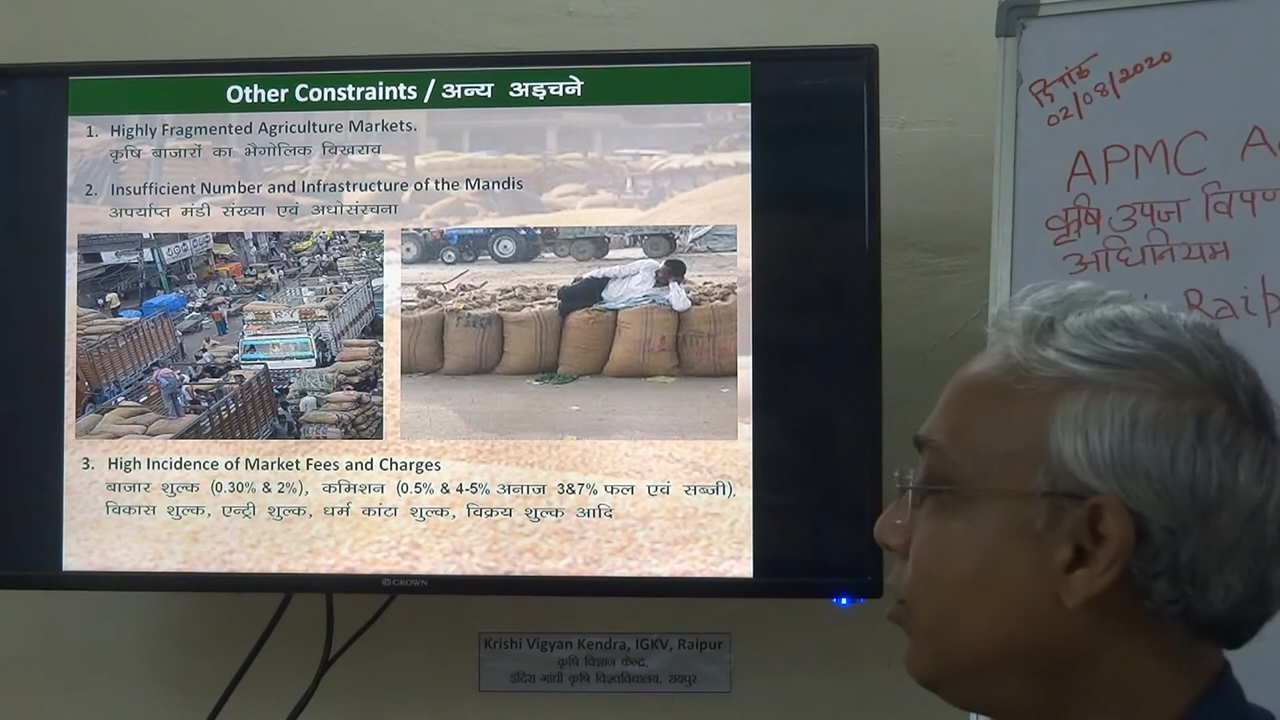 Other Constraints / अन्य अड़चने
1. Highly Fragmented Agriculture Markets.
कृषि बाजारों का भैगोलिक विखराव
2. Insufficient Number and Infrastructure of the Mandis
अपर्याप्त मंडी संख्या एवं अधोसंरचना
3. High Incidence of Market Fees and Charges
बाजार शुल्क (0.30% & 2%), कमिशन (0.5% & 4-5% अनाज 3&7% फल एवं सब्जी),
विकास शुल्क, एन्ट्री शुल्क, धर्म कांटा शुल्क, विक्रय शुल्क आदि
CROWN
Krishi Vigyan Kendra, IGKV, Raipur
कृषि विज्ञान केन्द्र,
इंदिरा गांधी कृषि विश्वविद्यालय, रायपुर
दिनांक
02/08/2020
APMC A
कृषि उपज विपण
अधिनियम
Raip